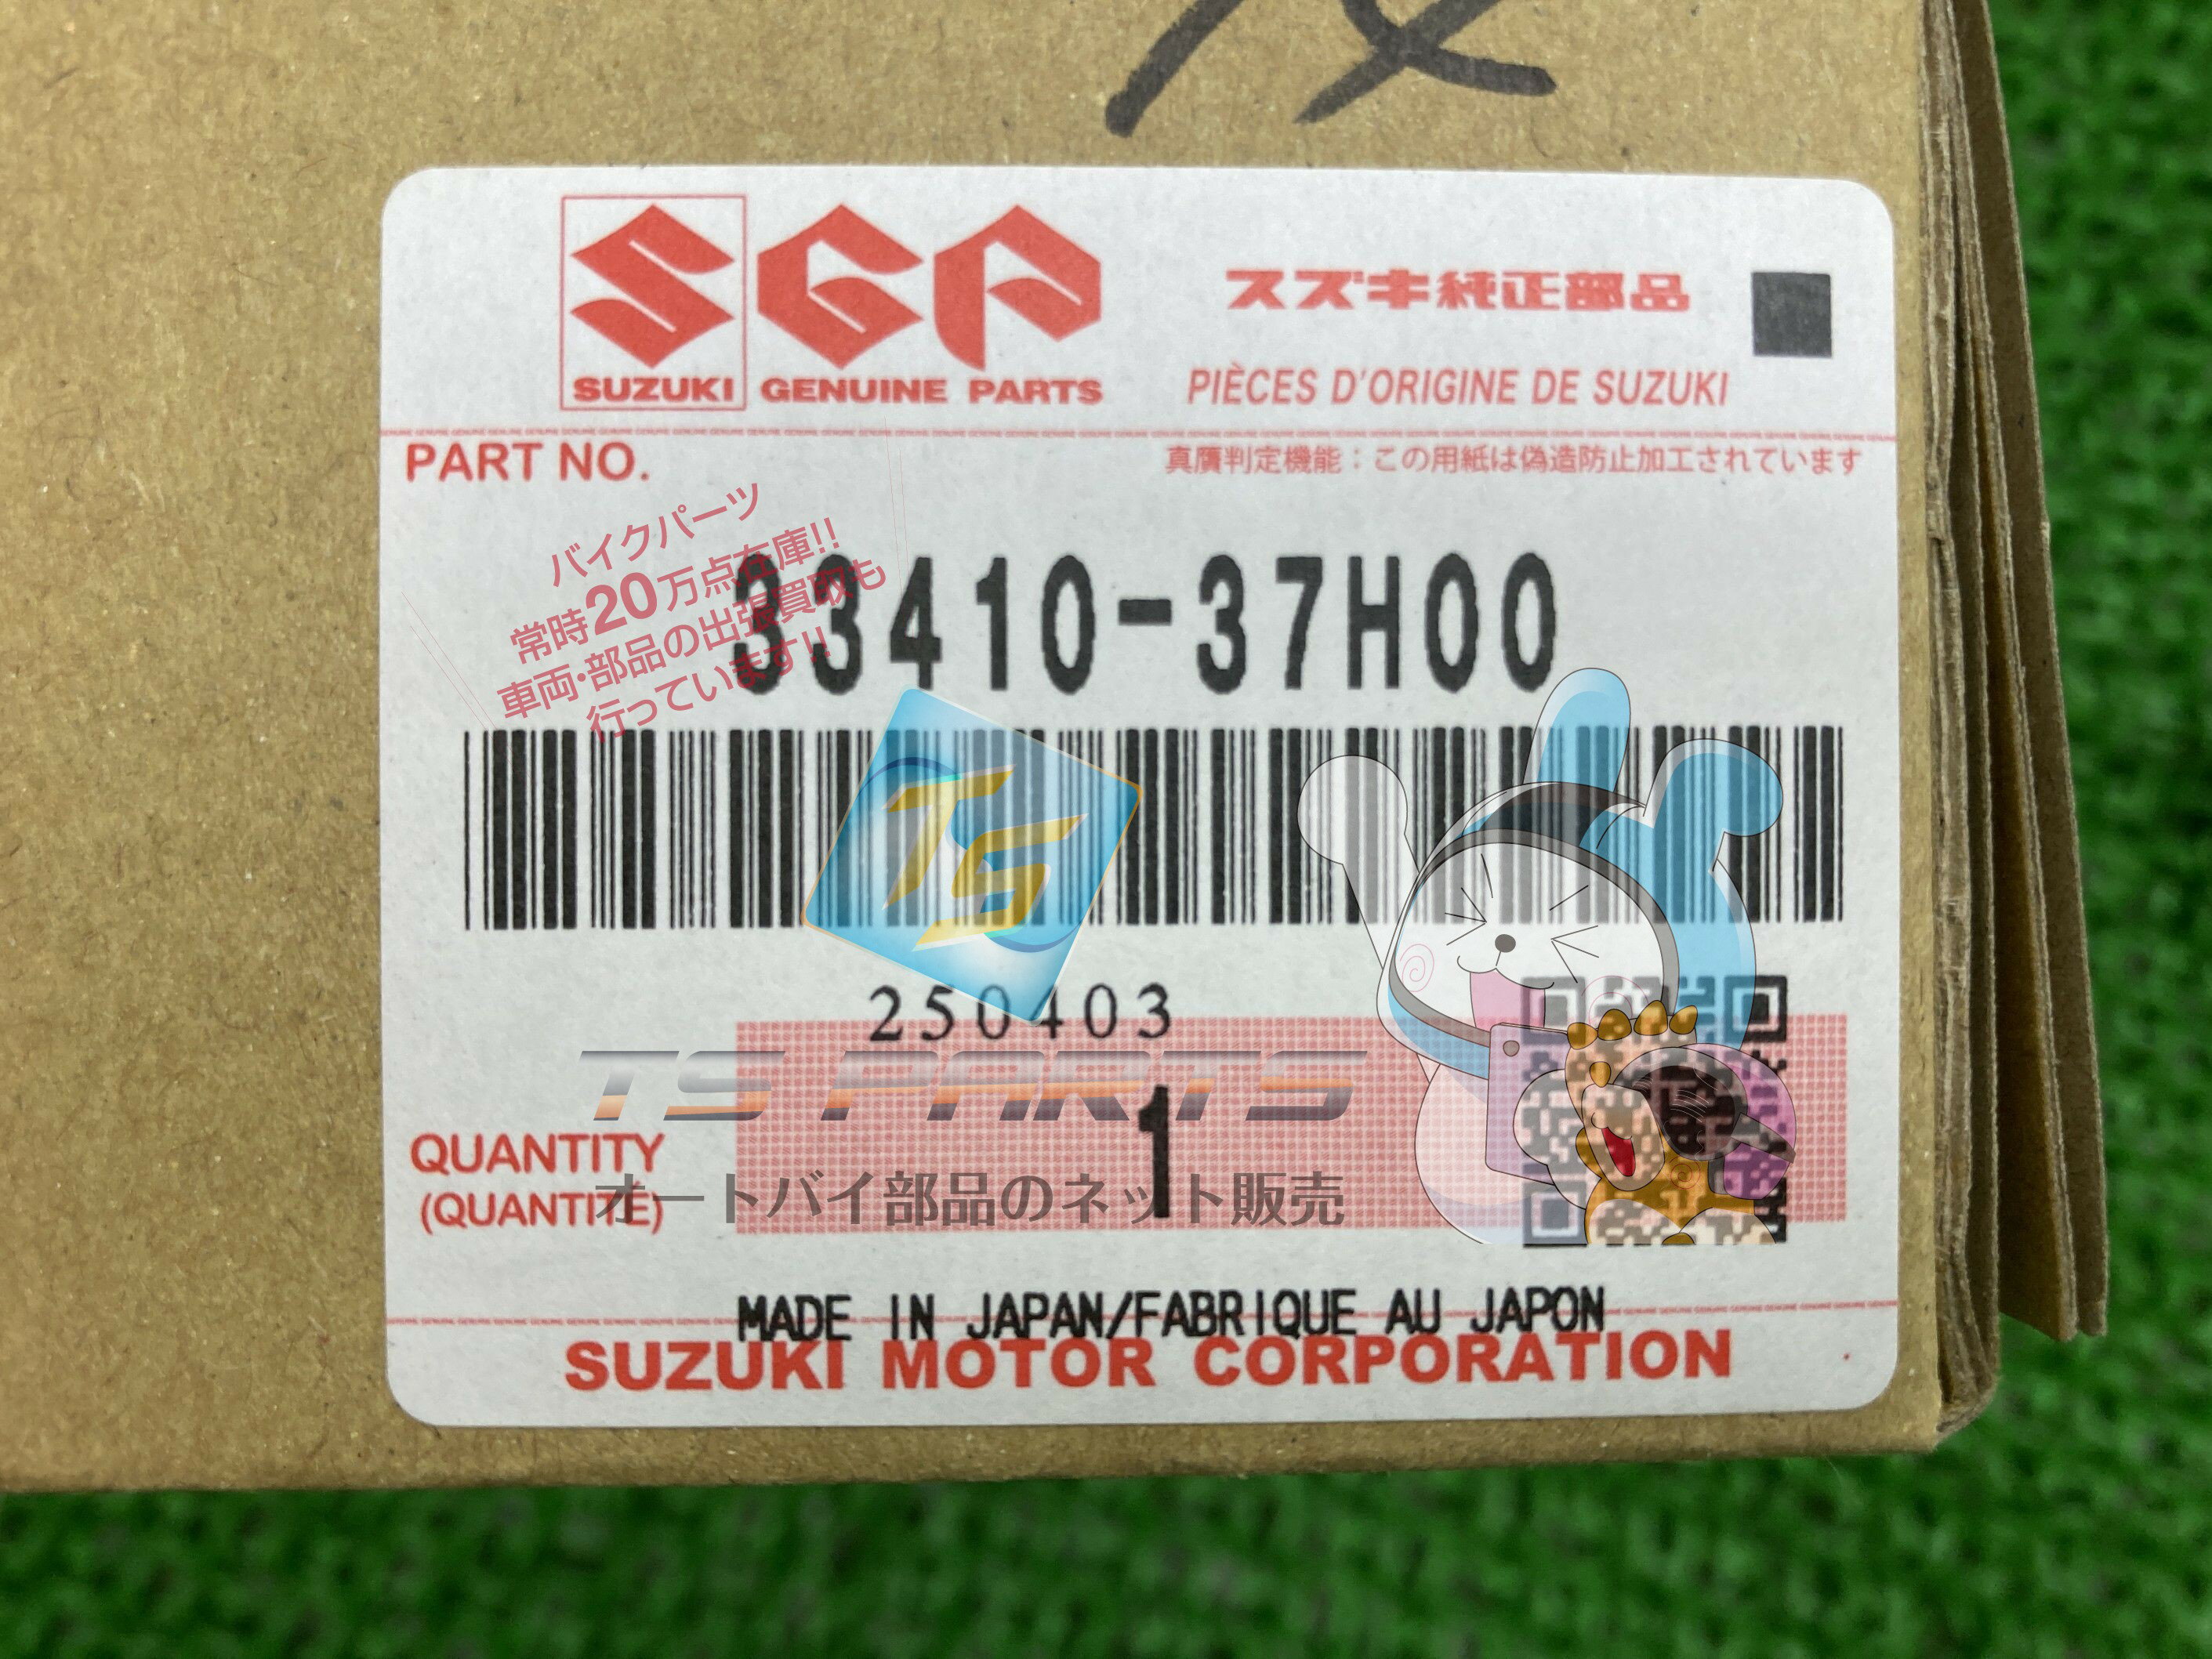 SGP
スズキ純正部品
SUZUKI GENUINE PARTS
PIÈCES D'ORIGINE DE SUZUKI
PART NO.
真贋判定機能：この用紙は偽造防止加工されています
バイクパーツ
常時20万点在庫!!
車両・部品の出張買取も
行っています!!
33410-37H00
TS
250403
TS PARTS
1
QUANTITY
(QUANTITÉ)
オートバイ部品のネット販売
MADE IN JAPAN/FABRIQUE AU JAPON
SUZUKI MOTOR CORPORATION